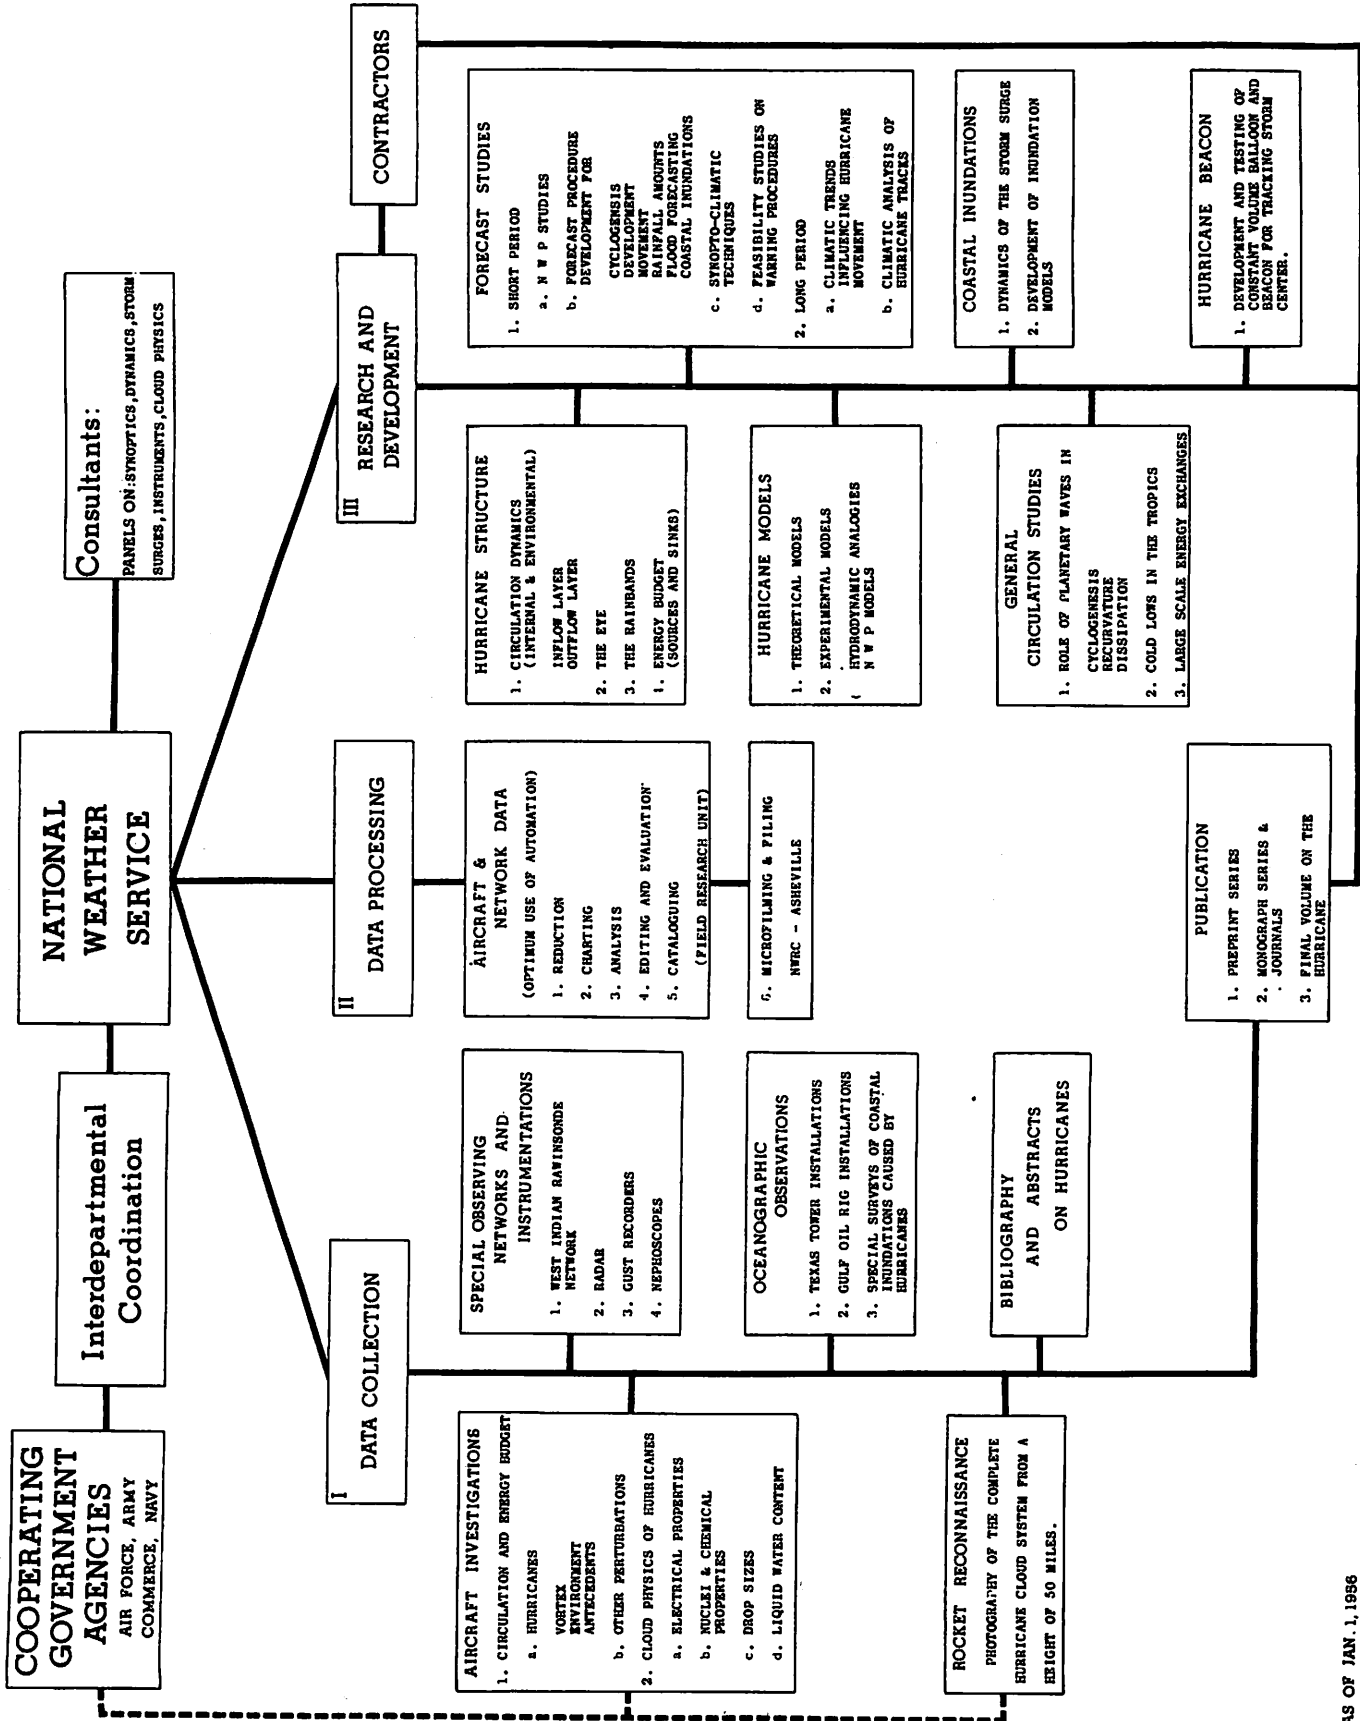 COOPERATING
GOVERNMENT
AGENCIES
AIR FORCE, ARMY
COMMERCE, NAVY
Interdepartmental
Coordination
NATIONAL
WEATHER
SERVICE
Consultants:
PANELS ON:SYNOPTICS,DYNAMICS,STORM
SURGES,INSTRUMENTS,CLOUD PHYSICS
I
DATA COLLECTION
II
DATA PROCESSING
III
RESEARCH AND
DEVELOPMENT
CONTRACTORS
AIRCRAFT INVESTIGATIONS
1. CIRCULATION AND ENERGY BUDGET
a. HURRICANES
VORTEX
ENVIRONMENT
ANTECEDENTS
b. OTHER PERTURBATIONS
2. CLOUD PHYSICS OF HURRICANES
a. ELECTRICAL PROPERTIES
b. NUCLEI & CHEMICAL
PROPERTIES
c. DROP SIZES
d. LIQUID WATER CONTENT
ROCKET RECONNAISSANCE
PHOTOGRAPHY OF THE COMPLETE
HURRICANE CLOUD SYSTEM FROM A
HEIGHT OF 50 MILES.
SPECIAL OBSERVING
NETWORKS AND
INSTRUMENTATIONS
1. WEST INDIAN RAWINSONDE
NETWORK
2. RADAR
3. GUST RECORDERS
4. NEPHOSCOPES
OCEANOGRAPHIC
OBSERVATIONS
1. TEXAS TOWER INSTALLATIONS
2. GULF OIL RIG INSTALLATIONS
3. SPECIAL SURVEYS OF COASTAL
INUNDATIONS CAUSED BY
HURRICANES
BIBLIOGRAPHY
AND ABSTRACTS
ON HURRICANES
AIRCRAFT &
NETWORK DATA
(OPTIMUM USE OF AUTOMATION)
1. REDUCTION
2. CHARTING
3. ANALYSIS
4. EDITING AND EVALUATION
5. CATALOGUING
(FIELD RESEARCH UNIT)
6. MICROFILMING & FILING
NWRC - ASHEVILLE
PUBLICATION
1. PREPRINT SERIES
2. MONOGRAPH SERIES &
JOURNALS
3. FINAL VOLUME ON THE
HURRICANE
HURRICANE STRUCTURE
1. CIRCULATION DYNAMICS
(INTERNAL & ENVIRONMENTAL)
INFLOW LAYER
OUTFLOW LAYER
2. THE EYE
3. THE RAINBANDS
4. ENERGY BUDGET
(SOURCES AND SINKS)
HURRICANE MODELS
1. THEORETICAL MODELS
2. EXPERIMENTAL MODELS
( HYDRODYNAMIC ANALOGIES
N W P MODELS
GENERAL
CIRCULATION STUDIES
1. ROLE OF PLANETARY WAVES IN
CYCLOGENESIS
RECURVATURE
DISSIPATION
2. COLD LOWS IN THE TROPICS
3. LARGE SCALE ENERGY EXCHANGES
FORECAST STUDIES
1. SHORT PERIOD
a. N W P STUDIES
b. FORECAST PROCEDURE
DEVELOPMENT FOR
CYCLOGENSIS
DEVELOPMENT
MOVEMENT
RAINFALL AMOUNTS
FLOOD FORECASTING
COASTAL INUNDATIONS
c. SYNOPTO-CLIMATIC
TECHNIQUES
d. FEASIBILITY STUDIES ON
WARNING PROCEDURES
2. LONG PERIOD
a. CLIMATIC TRENDS
INFLUENCING HURRICANE
MOVEMENT
b. CLIMATIC ANALYSIS OF
HURRICANE TRACKS
COASTAL INUNDATIONS
1. DYNAMICS OF THE STORM SURGE
2. DEVELOPMENT OF INUNDATION
MODELS
HURRICANE BEACON
1. DEVELOPMENT AND TESTING OF
CONSTANT VOLUME BALLOON AND
BEACON FOR TRACKING STORM
CENTER.
AS OF JAN. 1, 1956